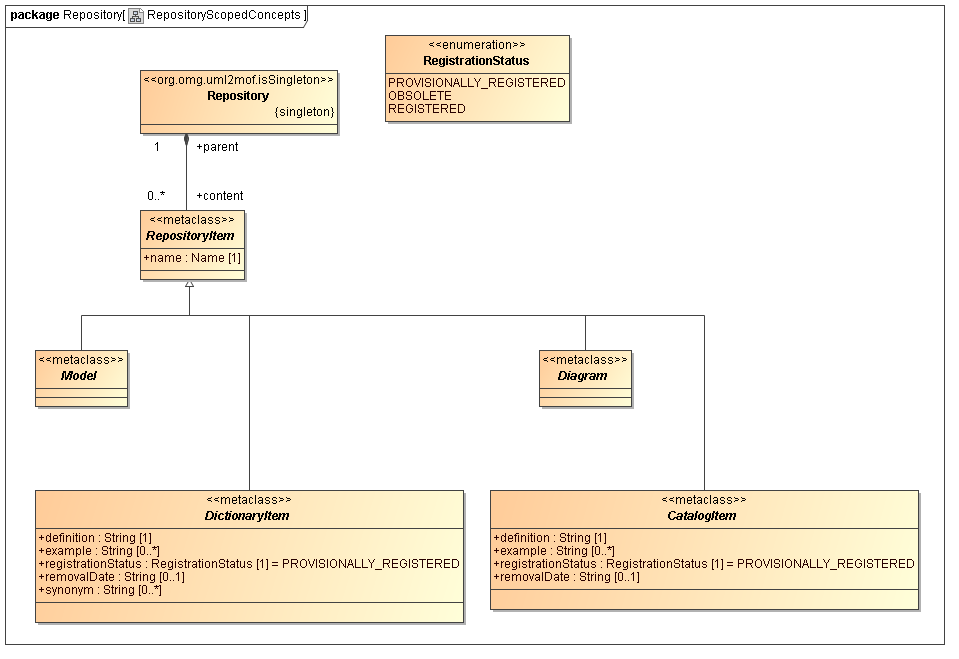 package Repository[ RepositoryScopedConcepts ]
<<enumeration>>
RegistrationStatus
PROVISIONALLY_REGISTERED
OBSOLETE
REGISTERED
<<org.omg.uml2mof.isSingleton>>
Repository
{singleton}
1 +parent
0..* +content
<<metaclass>>
RepositoryItem
+name : Name [1]
<<metaclass>>
Model
<<metaclass>>
Diagram
<<metaclass>>
DictionaryItem
+definition : String [1]
+example : String [0..*]
+registrationStatus : RegistrationStatus [1] = PROVISIONALLY_REGISTERED
+removalDate : String [0..1]
+synonym : String [0..*]
<<metaclass>>
CatalogItem
+definition : String [1]
+example : String [0..*]
+registrationStatus : RegistrationStatus [1] = PROVISIONALLY_REGISTERED
+removalDate : String [0..1]